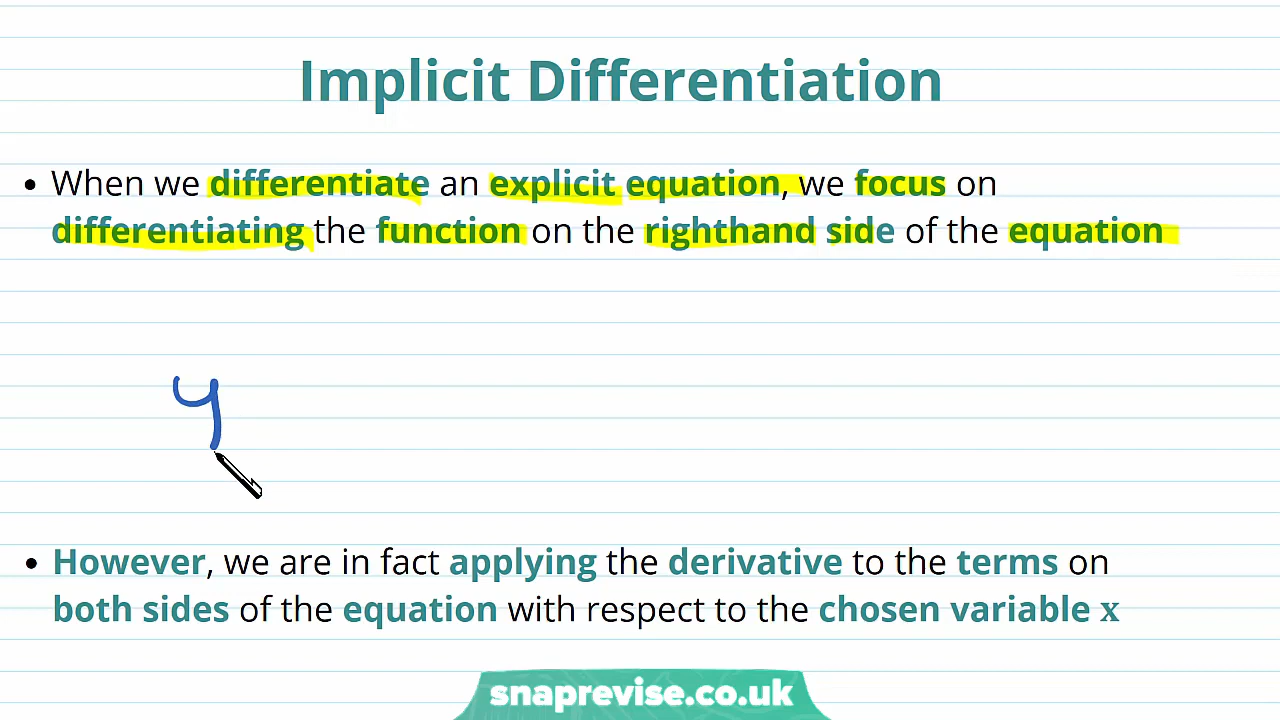 Implicit Differentiation
• When we differentiate an explicit equation, we focus on
differentiating the function on the righthand side of the equation
y
• However, we are in fact applying the derivative to the terms on
both sides of the equation with respect to the chosen variable x
snaprevise.co.uk